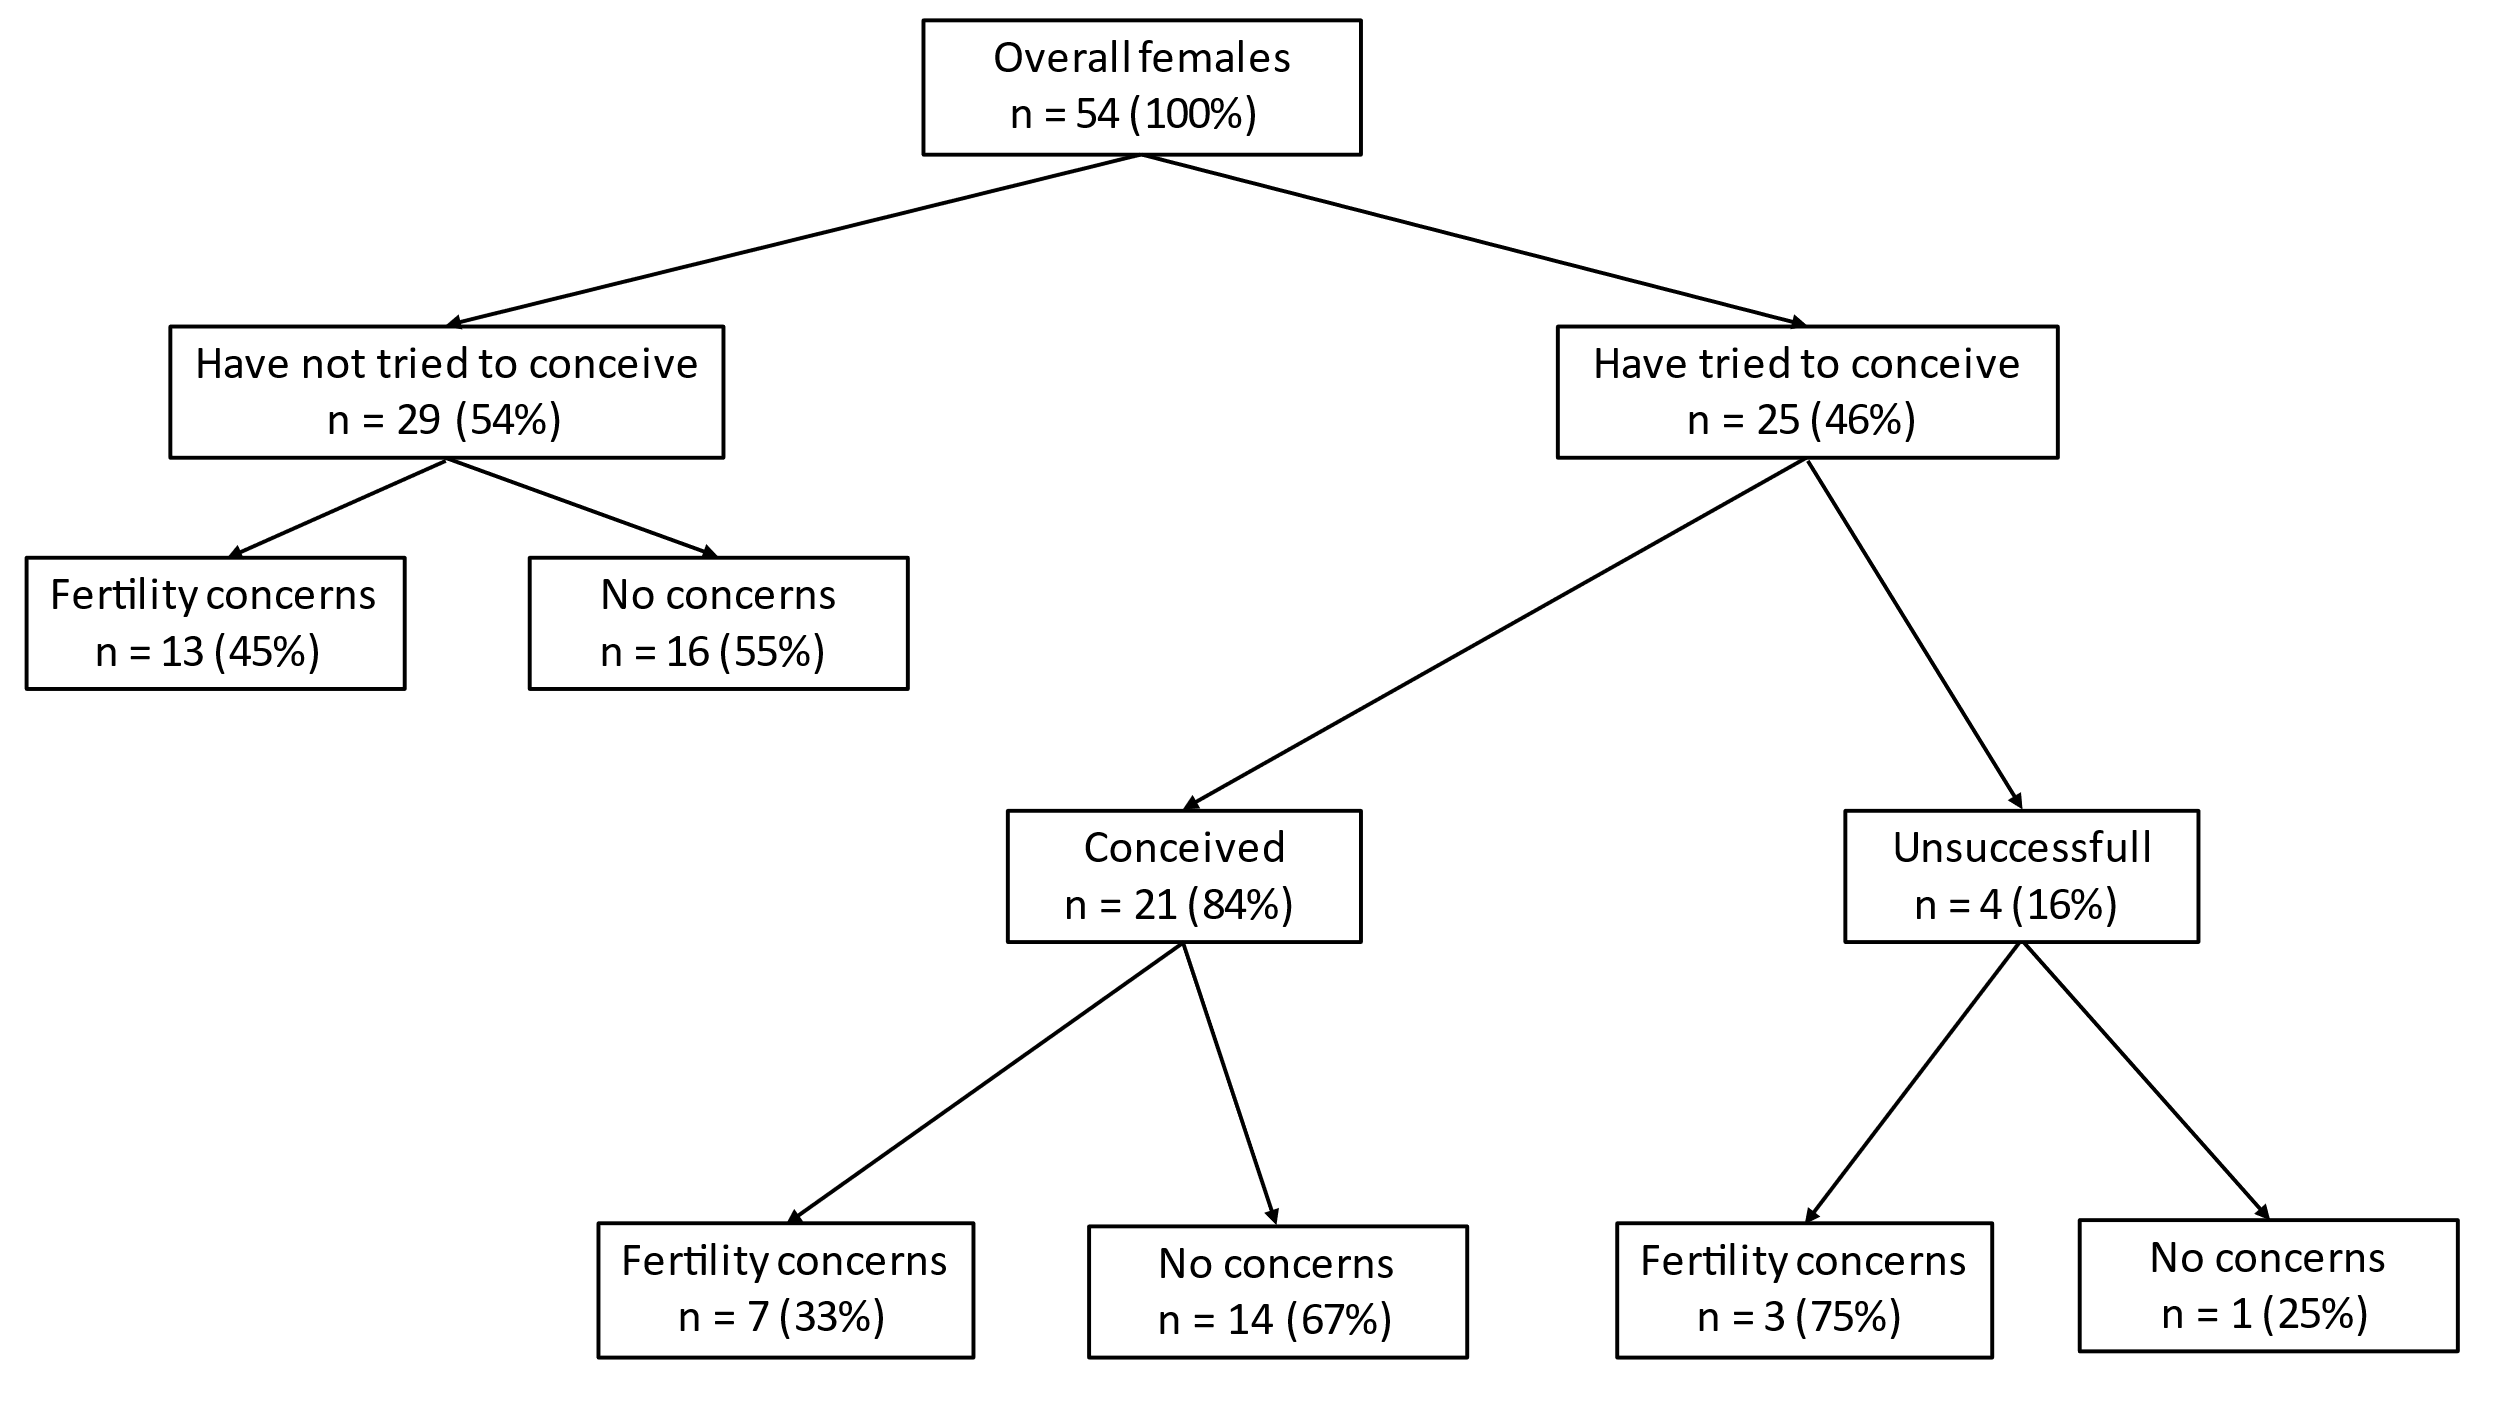 Overall females
n = 54 (100%)
Have not tried to conceive
n = 29 (54%)
Have tried to conceive
n = 25 (46%)
Fertility concerns
n = 13 (45%)
No concerns
n = 16 (55%)
Conceived
n = 21 (84%)
Unsuccessfull
n = 4 (16%)
Fertility concerns
n = 7 (33%)
No concerns
n = 14 (67%)
Fertility concerns
n = 3 (75%)
No concerns
n = 1 (25%)